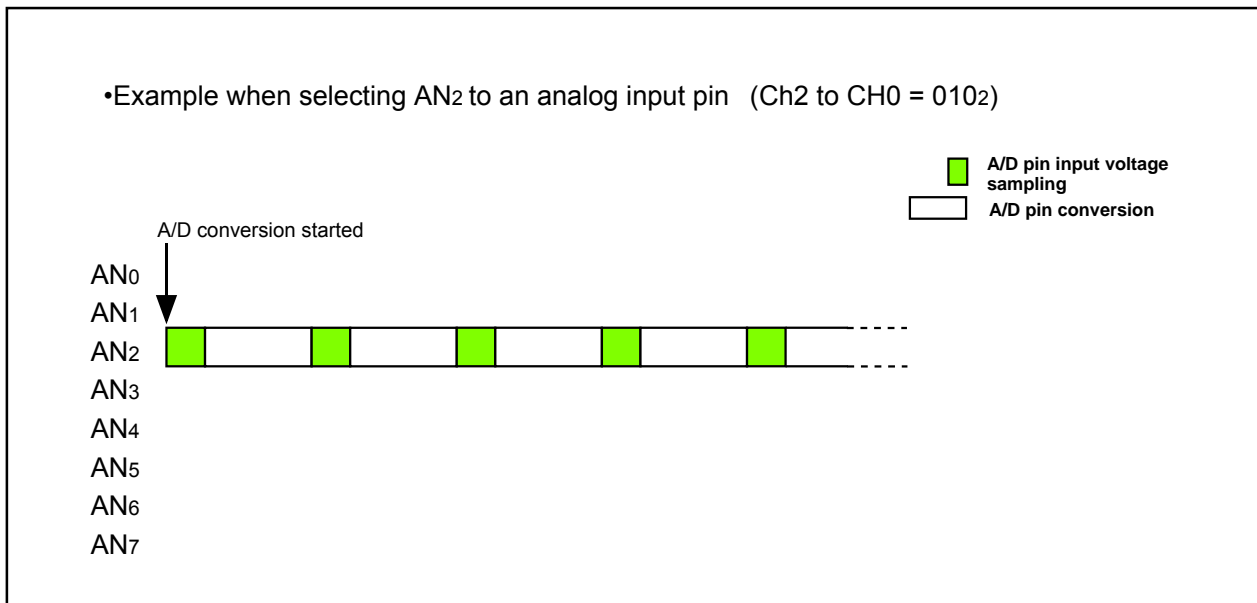 •Example when selecting AN2 to an analog input pin (Ch2 to CH0 = 0102)
A/D pin input voltage
sampling
A/D pin conversion
A/D conversion started
AN0
AN1
AN2
AN3
AN4
AN5
AN6
AN7